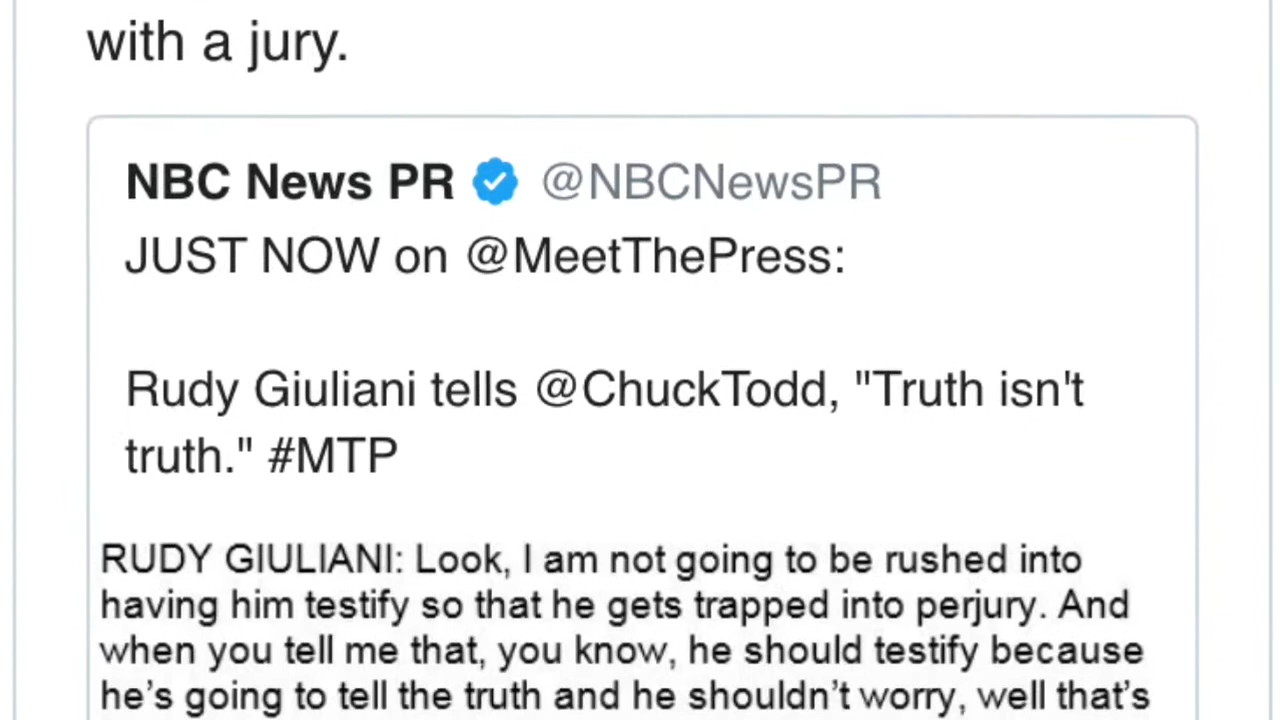 with a jury.
NBC News PR @NBCNewsPR
JUST NOW on @MeetThePress:
Rudy Giuliani tells @ChuckTodd, "Truth isn't
truth." #MTP
RUDY GIULIANI: Look, I am not going to be rushed into
having him testify so that he gets trapped into perjury. And
when you tell me that, you know, he should testify because
he’s going to tell the truth and he shouldn’t worry, well that’s